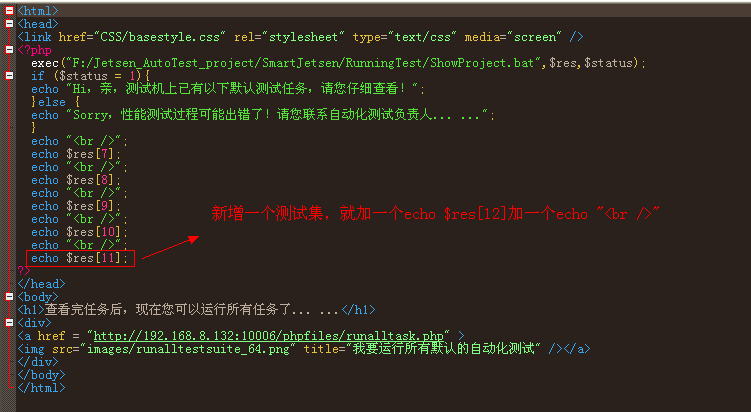 <html>
<head>
<link href="CSS/basestyle.css" rel="stylesheet" type="text/css" media="screen" />
<?php
exec("F:/Jetsen_AutoTest_project/SmartJetsen/RunningTest/ShowProject.bat",$res,$status);
if ($status = 1){
echo "Hi，亲，测试机上已有以下默认测试任务，请您仔细查看！";
}else {
echo "Sorry，性能测试过程可能出错了！请您联系自动化测试负责人... ...";
}
echo "<br />";
echo $res[7];
echo "<br />";
echo $res[8];
echo "<br />";
echo $res[9];
echo "<br />";
echo $res[10];
echo "<br />";
echo $res[11];
新增一个测试集，就加一个echo $res[12]加一个echo "<br />"
?>
</head>
<body>
<h1>查看完任务后，现在您可以运行所有任务了... ...</h1>
<div>
<a href = "http://192.168.8.132:10006/phpfiles/runalltask.php" >
<img src="images/runalltestsuite_64.png" title="我要运行所有默认的自动化测试" /></a>
</div>
</body>
</html>